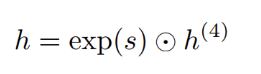 h = exp(s) ⊙ h⁽⁴⁾